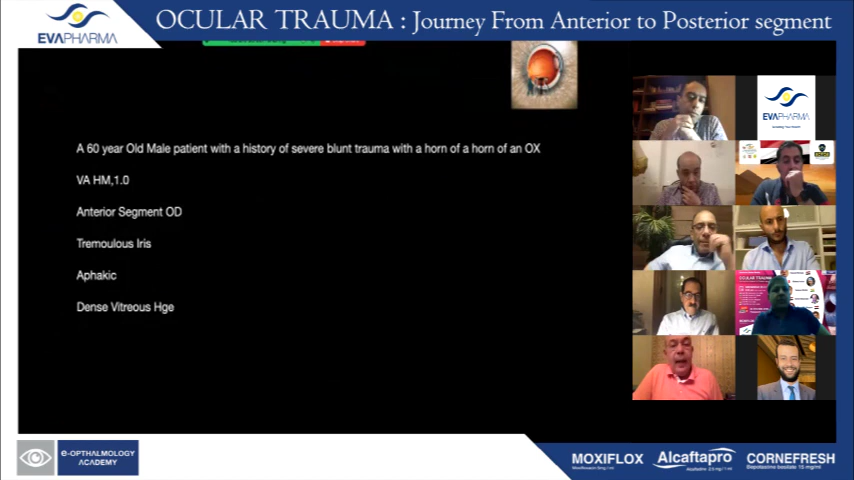 OCULAR TRAUMA : Journey From Anterior to Posterior segment
EVAPHARMA
A 60 year Old Male patient with a history of severe blunt trauma with a horn of a horn of an OX
VA HM,1.0
Anterior Segment OD
Tremoulous Iris
Aphakic
Dense Vitreous Hge
EVAPHARMA
OCULAR TRAUMA
e-OPTHALMOLOGY
ACADEMY
MOXIFLOX
Alcaftapro
CORNEFRESH